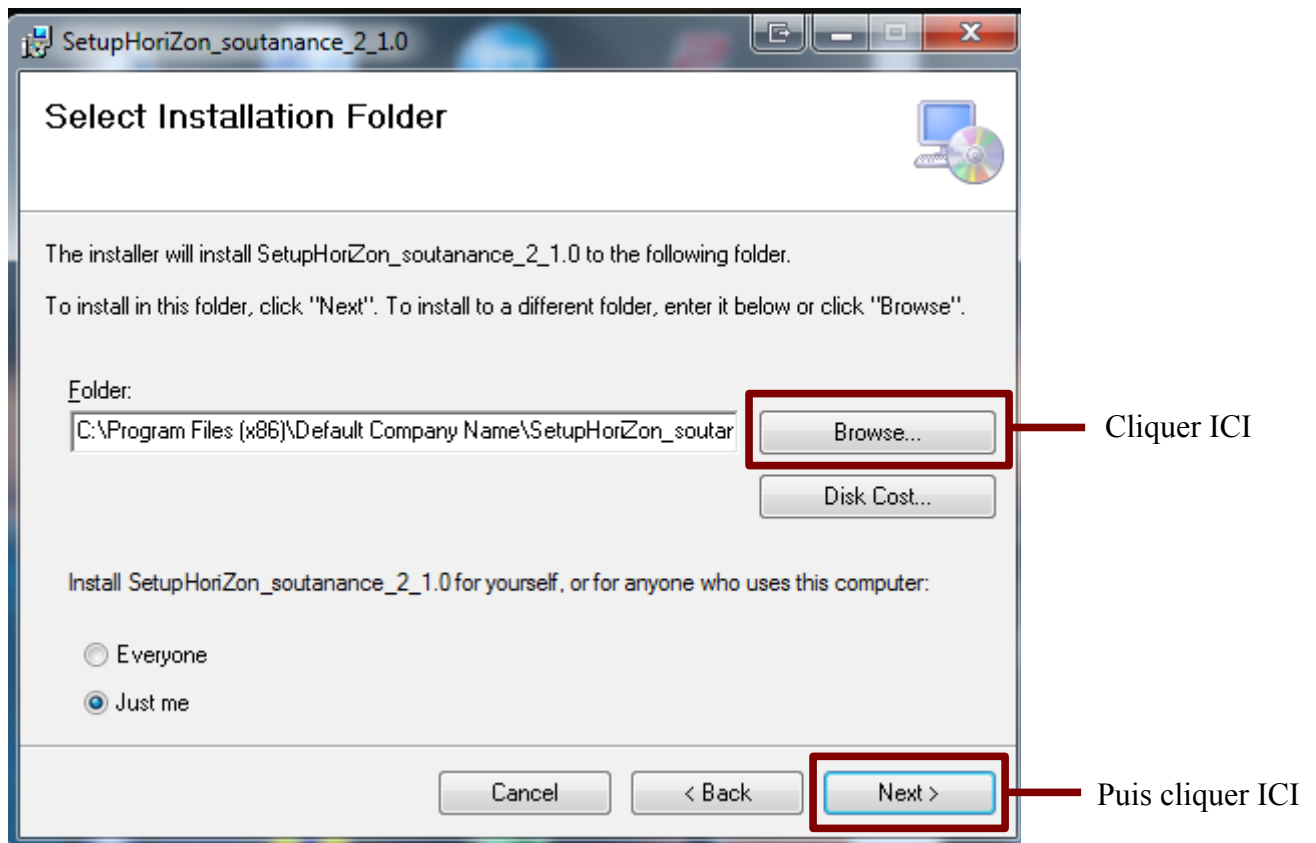 SetupHoriZon_soutanance_2_1.0
Select Installation Folder
The installer will install SetupHoriZon_soutanance_2_1.0 to the following folder.
To install in this folder, click "Next". To install to a different folder, enter it below or click "Browse".
Folder:
C:\Program Files (x86)\Default Company Name\SetupHoriZon_soutar
Browse...
Cliquer ICI
Disk Cost...
Install SetupHoriZon_soutanance_2_1.0 for yourself, or for anyone who uses this computer:
Everyone
Just me
Cancel
< Back
Next >
Puis cliquer ICI